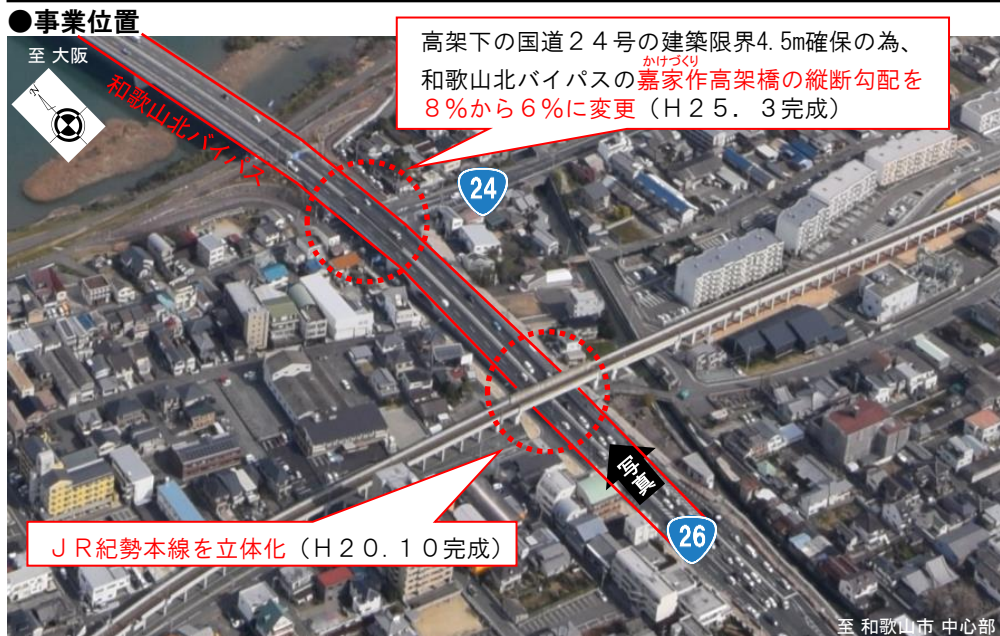 ●事業位置
至 大阪
N
和歌山北バイパス
高架下の国道２４号の建築限界4.5m確保の為、
かけづくり
和歌山北バイパスの嘉家作高架橋の縦断勾配を
８％から６％に変更（Ｈ２５．３完成）
24
写真
ＪＲ紀勢本線を立体化（Ｈ２０.１０完成）
26
至 和歌山市 中心部